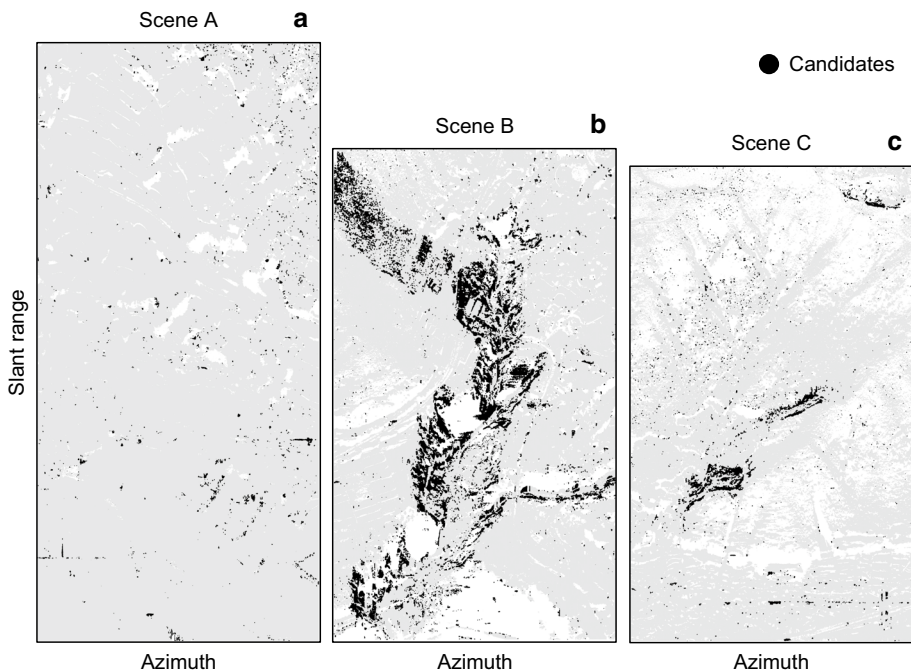 Scene A
a
Candidates
Scene B
b
Scene C
c
Slant range
Azimuth
Azimuth
Azimuth